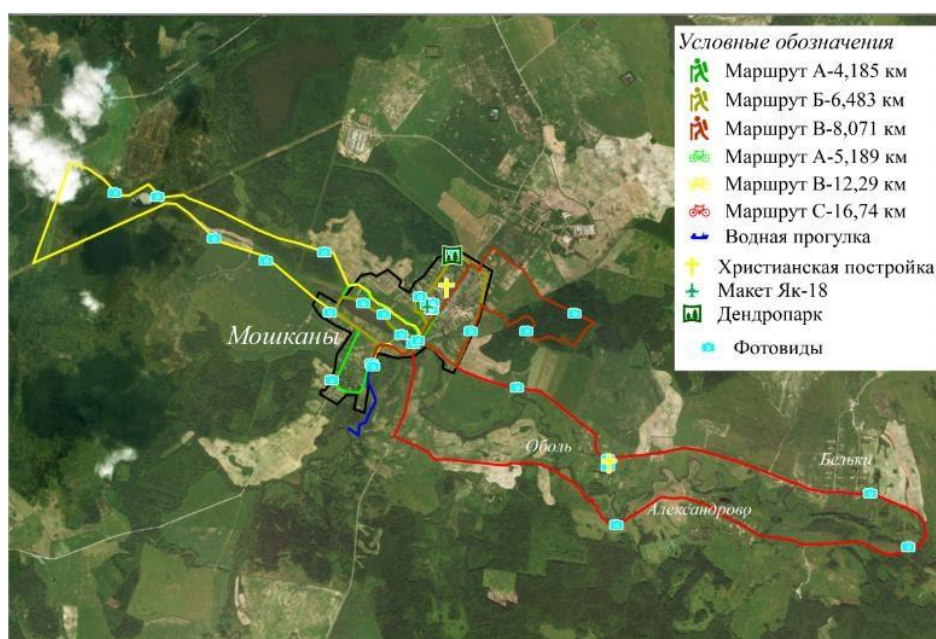 Условные обозначения
Маршрут А-4,185 км
Маршрут Б-6,483 км
Маршрут В-8,071 км
Маршрут А-5,189 км
Маршрут В-12,29 км
Маршрут С-16,74 км
Водная прогулка
Христианская постройка
Макет Як-18
Дендропарк
Фотовиды
Мошканы
Оболь
Бельки
Александрово